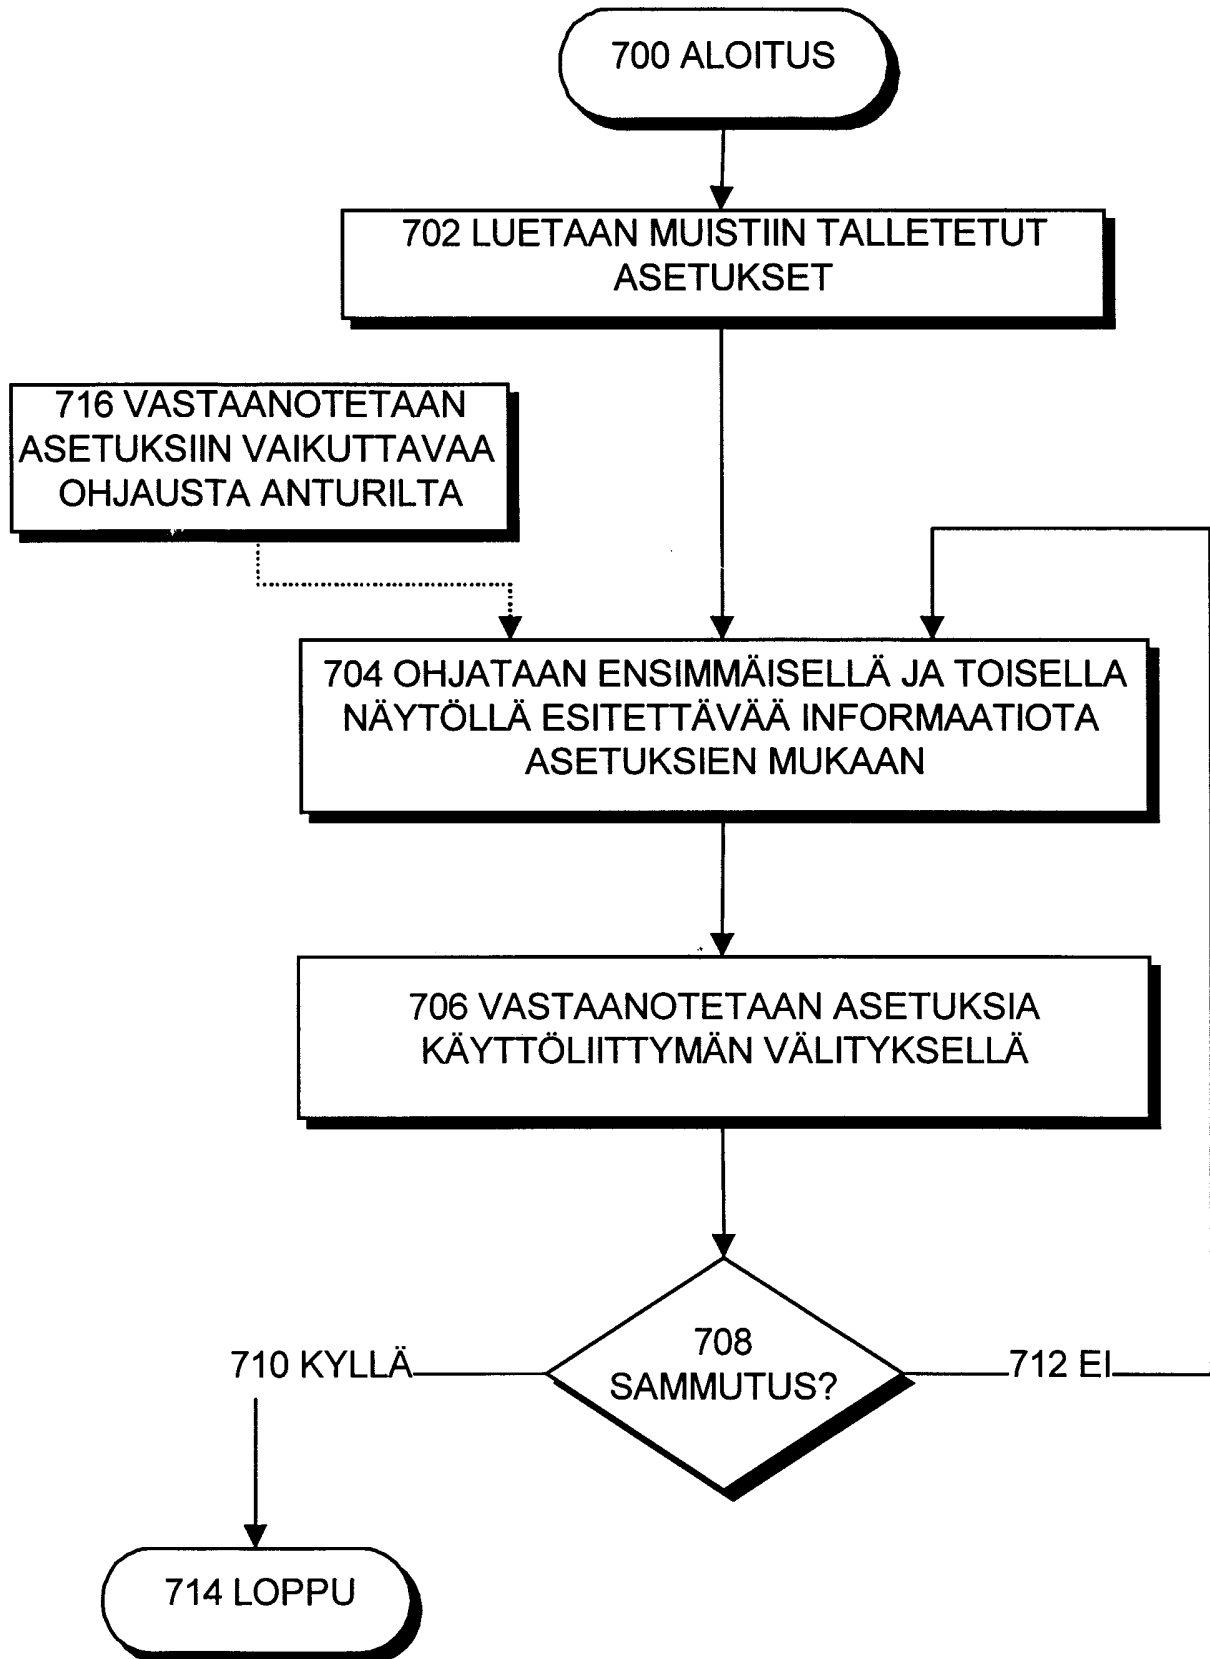 700 ALOITUS
702 LUETAAN MUISTIIN TALLETETUT
ASETUKSET
716 VASTAANOTETAAN
ASETUKSIIN VAIKUTTAVAA
OHJAUSTA ANTURILTA
704 OHJATAAN ENSIMMÄISELLÄ JA TOISELLA
NÄYTÖLLÄ ESITETTÄVÄÄ INFORMAATIOTA
ASETUKSIEN MUKAAN
706 VASTAANOTETAAN ASETUKSIA
KÄYTTÖLIITTYMÄN VÄLITYKSELLÄ
708
SAMMUTUS?
710 KYLLÄ
712 EI
714 LOPPU